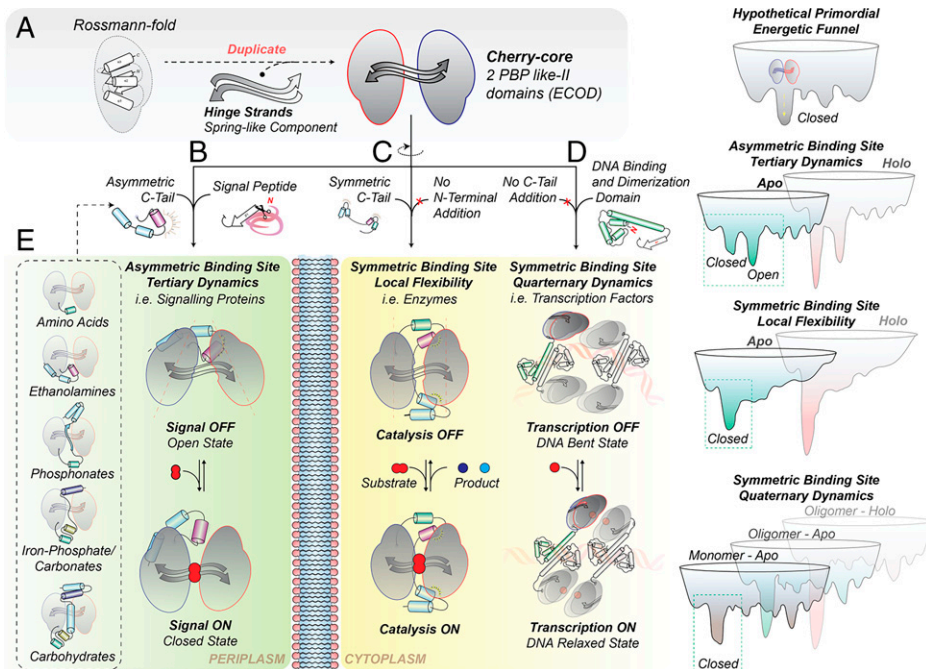 A
Rossmann-fold
Duplicate
Hinge Strands
Spring-like Component
Cherry-core
2 PBP like-II
domains (ECOD)
Hypothetical Primordial
Energetic Funnel
Closed
B
Asymmetric
C-Tail
Signal Peptide
N
C
Symmetric
C-Tail
No
N-Terminal
Addition
D
No C-Tail
Addition
DNA Binding
and Dimerization
Domain
N
Asymmetric Binding Site
Tertiary Dynamics
Apo
Holo
Closed
Open
E
Amino Acids
Ethanolamines
Phosphonates
Iron-Phosphate/
Carbonates
Carbohydrates
Asymmetric Binding Site
Tertiary Dynamics
i.e. Signalling Proteins
Signal OFF
Open State
Signal ON
Closed State
PERIPLASM
Symmetric Binding Site
Local Flexibility
i.e. Enzymes
Catalysis OFF
Substrate
Product
Catalysis ON
CYTOPLASM
Symmetric Binding Site
Quarternary Dynamics
i.e. Transcription Factors
Transcription OFF
DNA Bent State
Transcription ON
DNA Relaxed State
Symmetric Binding Site
Local Flexibility
Apo
Holo
Closed
Symmetric Binding Site
Quaternary Dynamics
Oligomer - Holo
Oligomer - Apo
Monomer - Apo
Closed